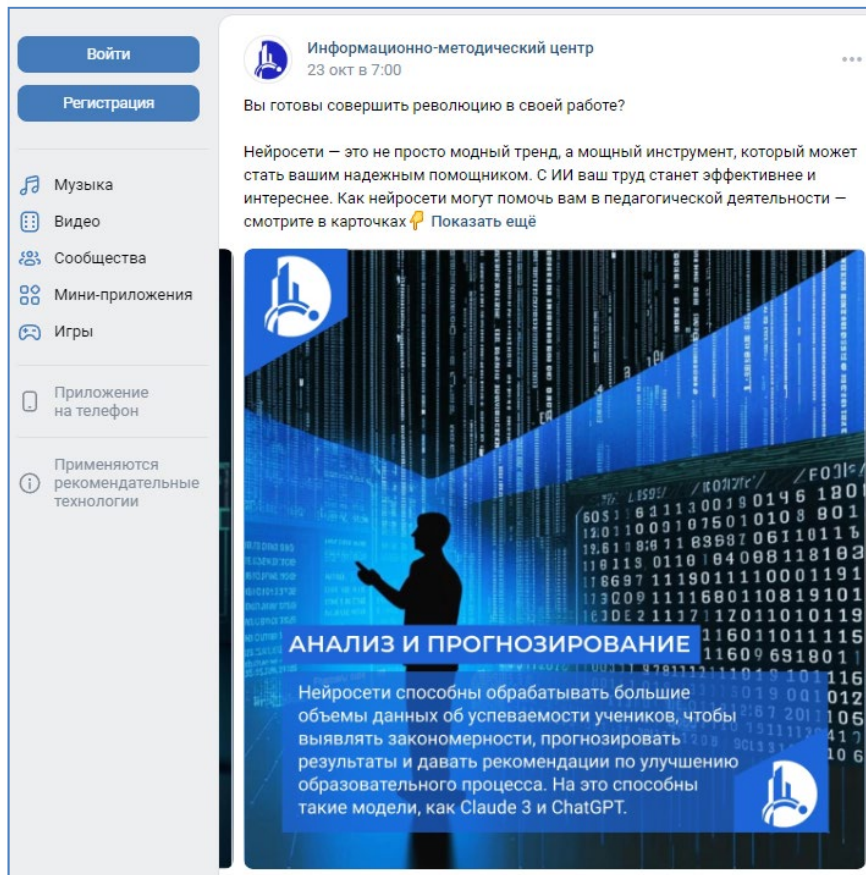 Войти
Регистрация
Музыка
Видео
Сообщества
Мини-приложения
Игры
Приложение
на телефон
Применяются
рекомендательные
технологии
Информационно-методический центр
23 окт в 7:00
Вы готовы совершить революцию в своей работе?
Нейросети — это не просто модный тренд, а мощный инструмент, который может
стать вашим надежным помощником. С ИИ ваш труд станет эффективнее и
интереснее. Как нейросети могут помочь вам в педагогической деятельности —
смотрите в карточках👇 Показать ещё
АНАЛИЗ И ПРОГНОЗИРОВАНИЕ
Нейросети способны обрабатывать большие
объемы данных об успеваемости учеников, чтобы
выявлять закономерности, прогнозировать
результаты и давать рекомендации по улучшению
образовательного процесса. На это способны
такие модели, как Claude 3 и ChatGPT.